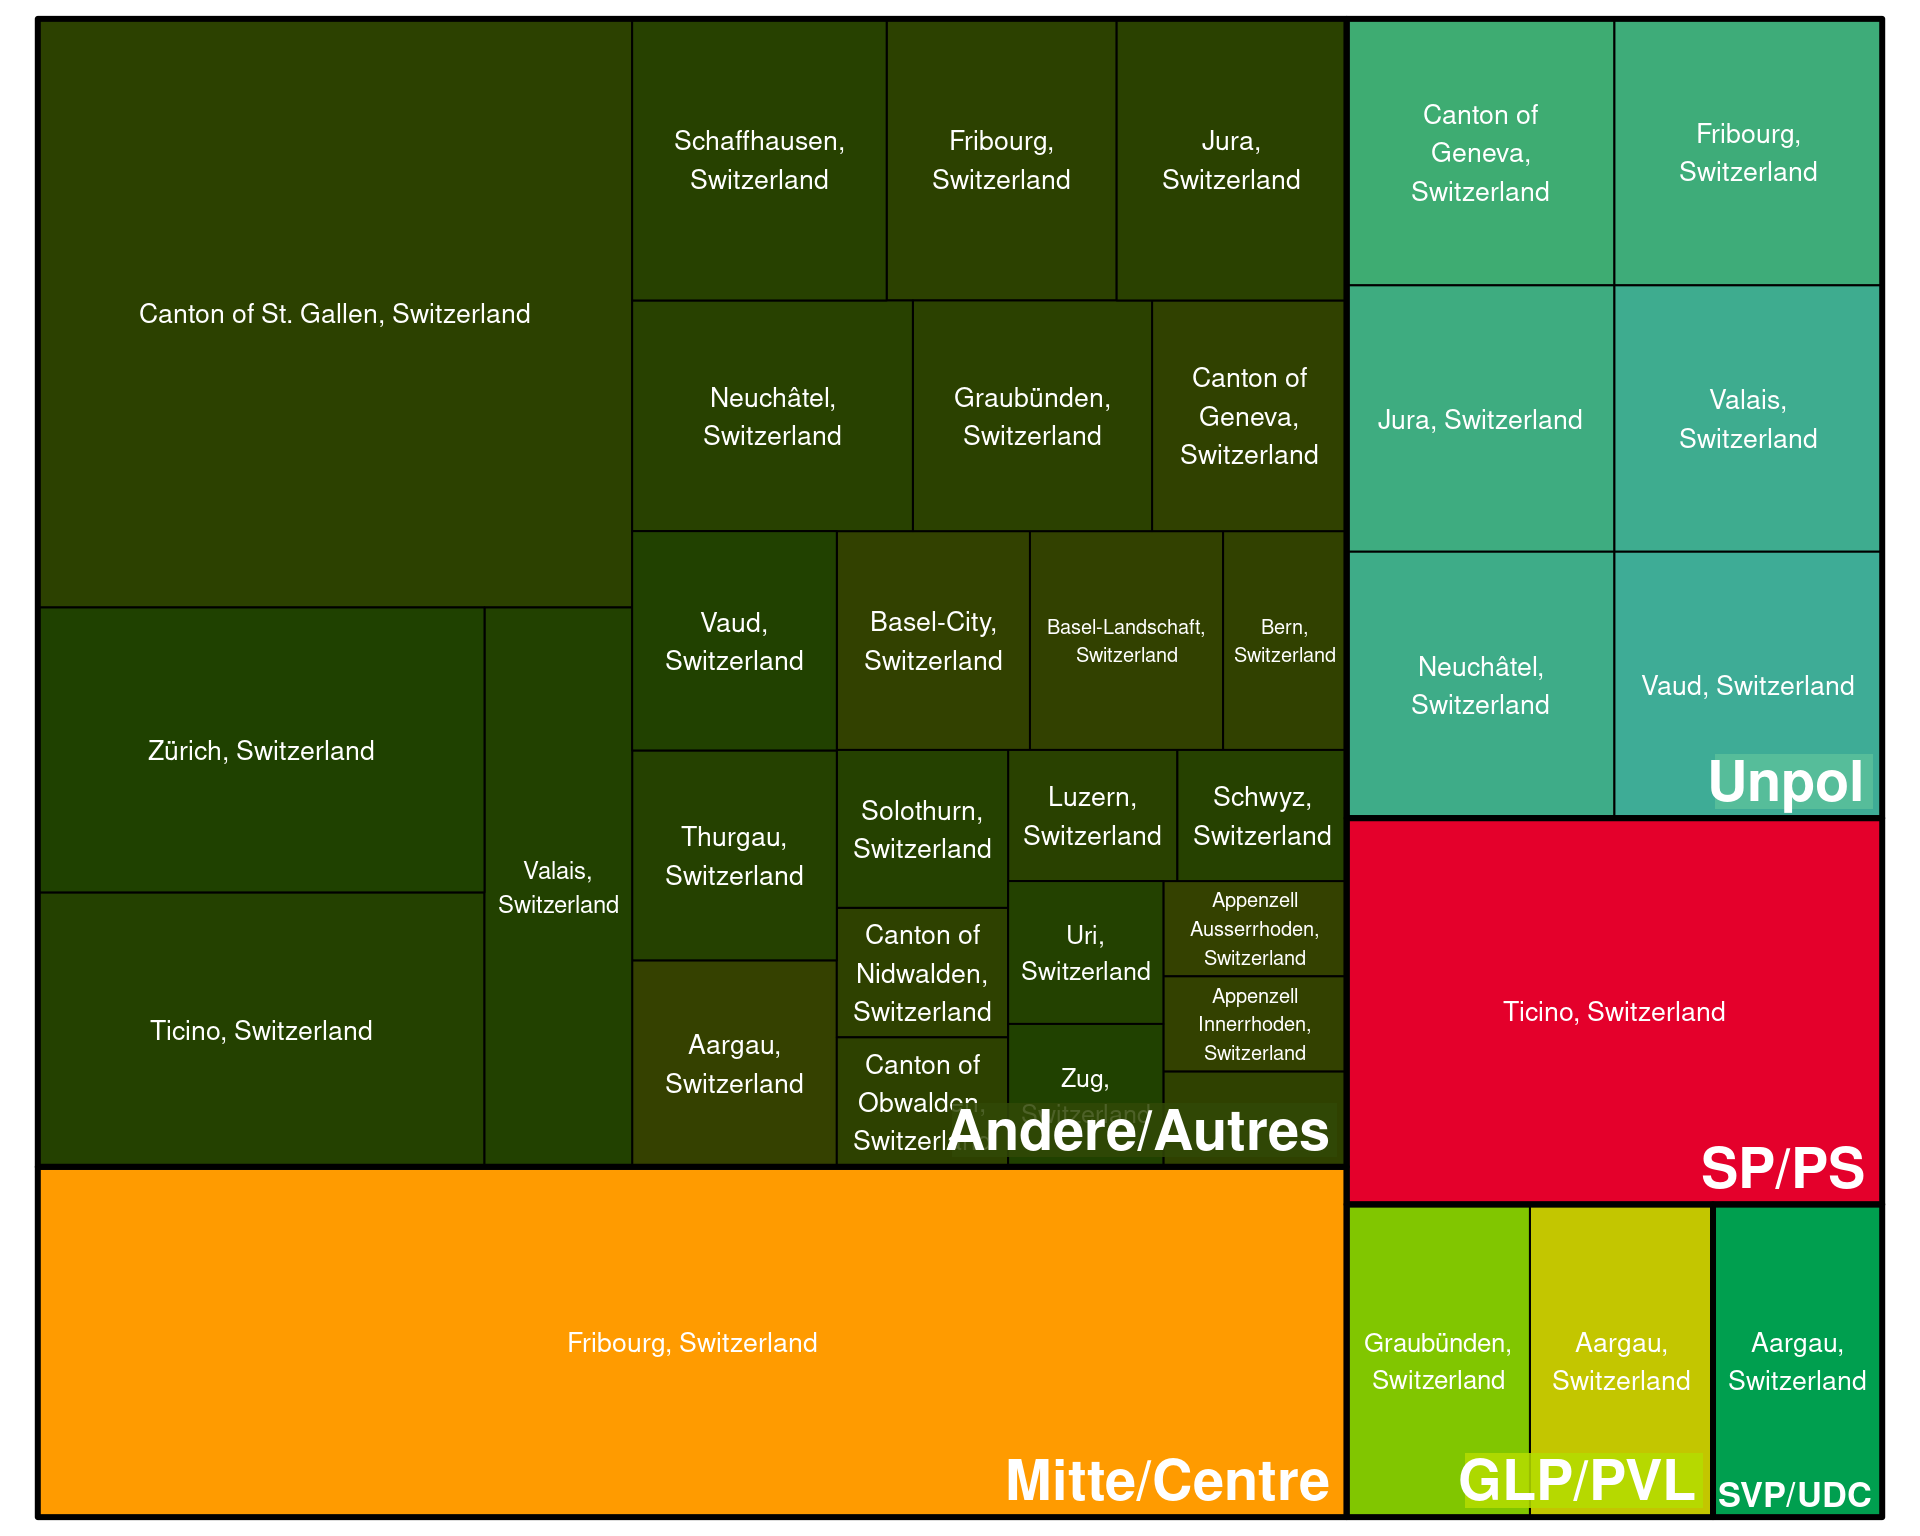 Canton of St. Gallen, Switzerland
Schaffhausen,
Switzerland
Fribourg,
Switzerland
Jura,
Switzerland
Neuchâtel,
Switzerland
Graubünden,
Switzerland
Canton of
Geneva,
Switzerland
Zürich, Switzerland
Ticino, Switzerland
Valais,
Switzerland
Vaud,
Switzerland
Basel-City,
Switzerland
Basel-Landschaft,
Switzerland
Bern,
Switzerland
Thurgau,
Switzerland
Aargau,
Switzerland
Solothurn,
Switzerland
Luzern,
Switzerland
Schwyz,
Switzerland
Canton of
Nidwalden,
Switzerland
Canton of
Obwalden,
Switzerland
Uri,
Switzerland
Zug,
Switzerland
Appenzell
Ausserrhoden,
Switzerland
Appenzell
Innerrhoden,
Switzerland
Andere/Autres
Fribourg, Switzerland
Mitte/Centre
Canton of
Geneva,
Switzerland
Fribourg,
Switzerland
Jura, Switzerland
Valais,
Switzerland
Neuchâtel,
Switzerland
Vaud, Switzerland
Unpol
Ticino, Switzerland
SP/PS
Graubünden,
Switzerland
Aargau,
Switzerland
GLP/PVL
Aargau,
Switzerland
SVP/UDC